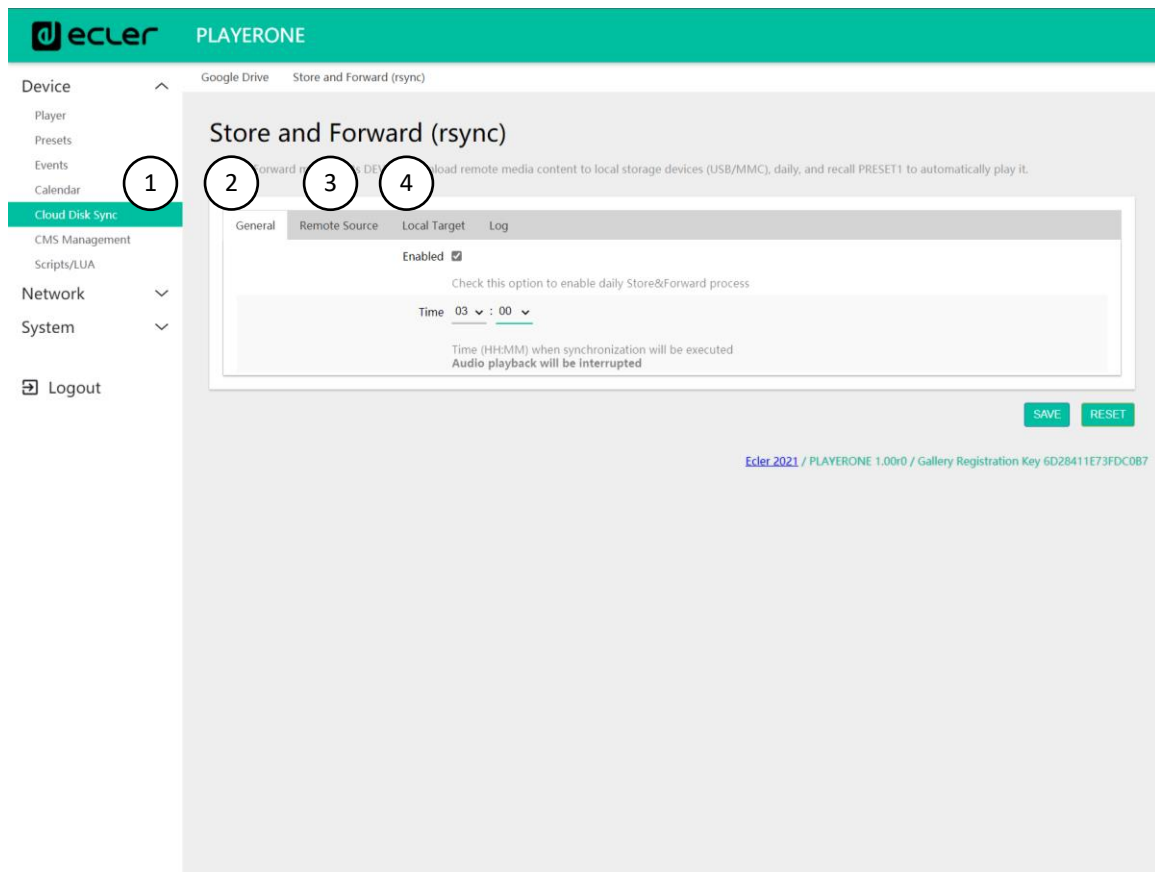 ecler PLAYERONE
Google Drive Store and Forward (rsync)
Device
Player
Presets
Events
Calendar
Cloud Disk Sync
CMS Management
Scripts/LUA
Network
System
Logout
Store and Forward (rsync)
Forward DE load remote media content to local storage devices (USB/MMC), daily, and recall PRESET1 to automatically play it.
1 2 3 4
General Remote Source Local Target Log
Enabled
Check this option to enable daily Store&Forward process
Time 03 : 00
Time (HH:MM) when synchronization will be executed
Audio playback will be interrupted
SAVE RESET
Ecler 2021 / PLAYERONE 1.00r0 / Gallery Registration Key 6D28411E73FDC0B7